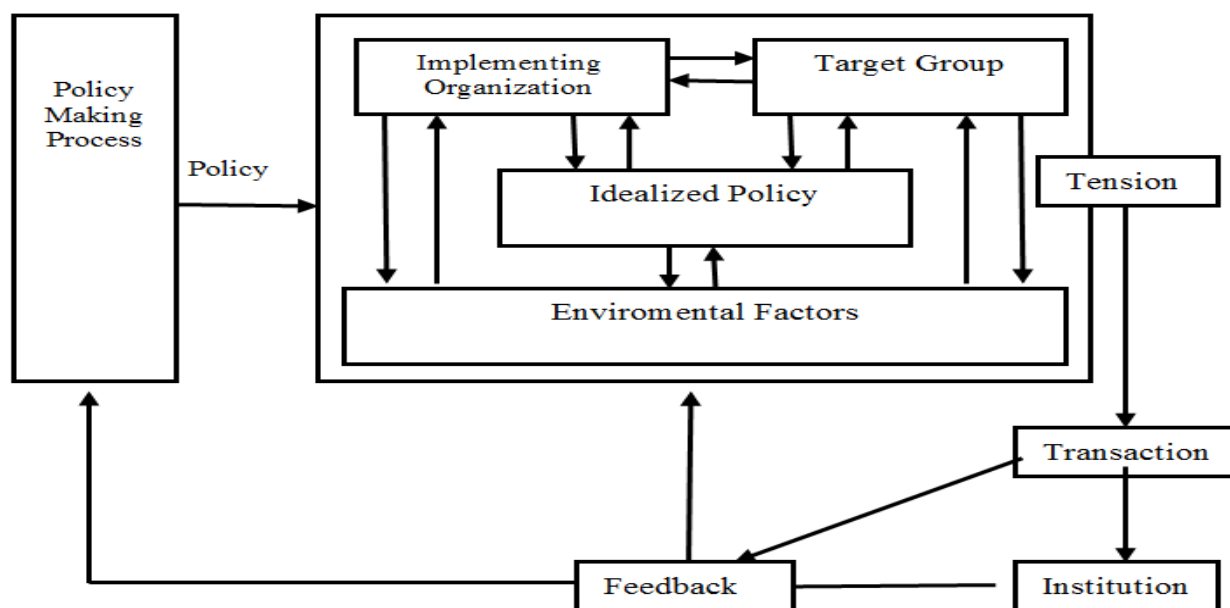 Policy
Making
Process
Policy
Implementing
Organization
Target Group
Idealized Policy
Enviromental Factors
Tension
Transaction
Feedback
Institution